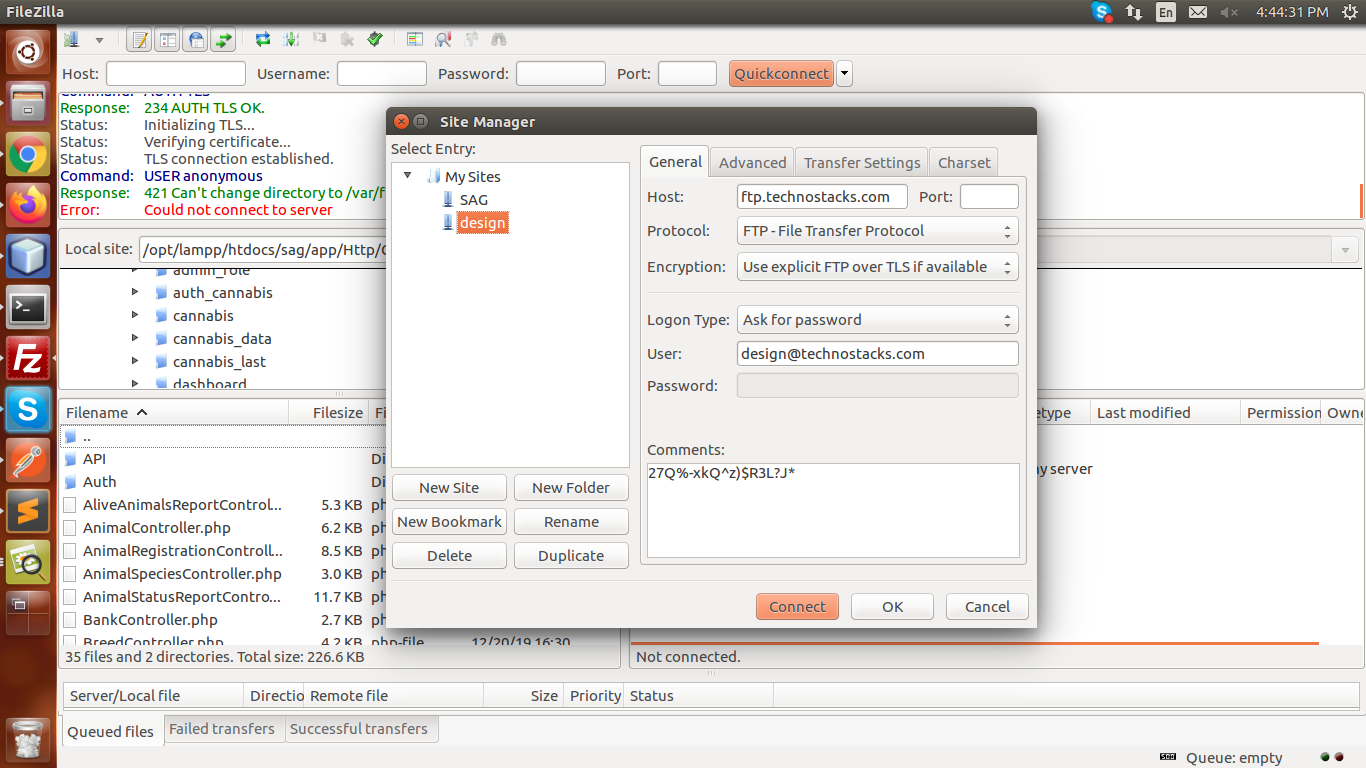 FileZilla
En
4:44:31 PM
Host:
Username:
Password:
Port:
Quickconnect
Command: AUTH TLS
Response: 234 AUTH TLS OK.
Status: Initializing TLS...
Status: Verifying certificate...
Status: TLS connection established.
Command: USER anonymous
Response: 421 Can't change directory to /var/f
Error: Could not connect to server
Local site: /opt/lampp/htdocs/sag/app/Http/
admin_role
auth_cannabis
cannabis
cannabis_data
cannabis_last
dashboard
Filename Filesize
..
API Di
Auth Di
AliveAnimalsReportControl... 5.3 KB ph
AnimalController.php 6.2 KB ph
AnimalRegistrationControll... 8.5 KB ph
AnimalSpeciesController.php 3.0 KB ph
AnimalStatusReportContro... 11.7 KB ph
BankController.php 2.7 KB ph
BreedController.php 4.2 KB php-file 12/20/19 16:30
35 files and 2 directories. Total size: 226.6 KB
Site Manager
Select Entry:
My Sites
SAG
design
New Site
New Folder
New Bookmark
Rename
Delete
Duplicate
General
Advanced
Transfer Settings
Charset
Host: ftp.technostacks.com
Port:
Protocol: FTP - File Transfer Protocol
Encryption: Use explicit FTP over TLS if available
Logon Type: Ask for password
User: design@technostacks.com
Password:
Comments:
27Q%-xkQ^z)$R3L?J*
Connect
OK
Cancel
etype Last modified Permission Owne
ny server
Not connected.
Server/Local file Directio Remote file Size Priority Status
Queued files
Failed transfers
Successful transfers
Queue: empty